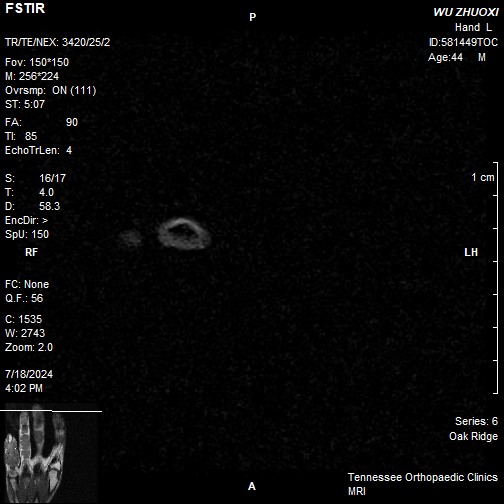 FSTIR
P
WU ZHUOXI
Hand L
TR/TE/NEX: 3420/25/2
ID:581449TOC
Age:44 M
Fov: 150*150
M: 256*224
Ovrsmp: ON (111)
ST: 5:07
FA: 90
TI: 85
EchoTrLen: 4
S: 16/17
T: 4.0
D: 58.3
EncDir: >
SpU: 150
1 cm
RF
LH
FC: None
Q.F.: 56
C: 1535
W: 2743
Zoom: 2.0
7/18/2024
4:02 PM
Series: 6
Oak Ridge
A
Tennessee Orthopaedic Clinics
MRI